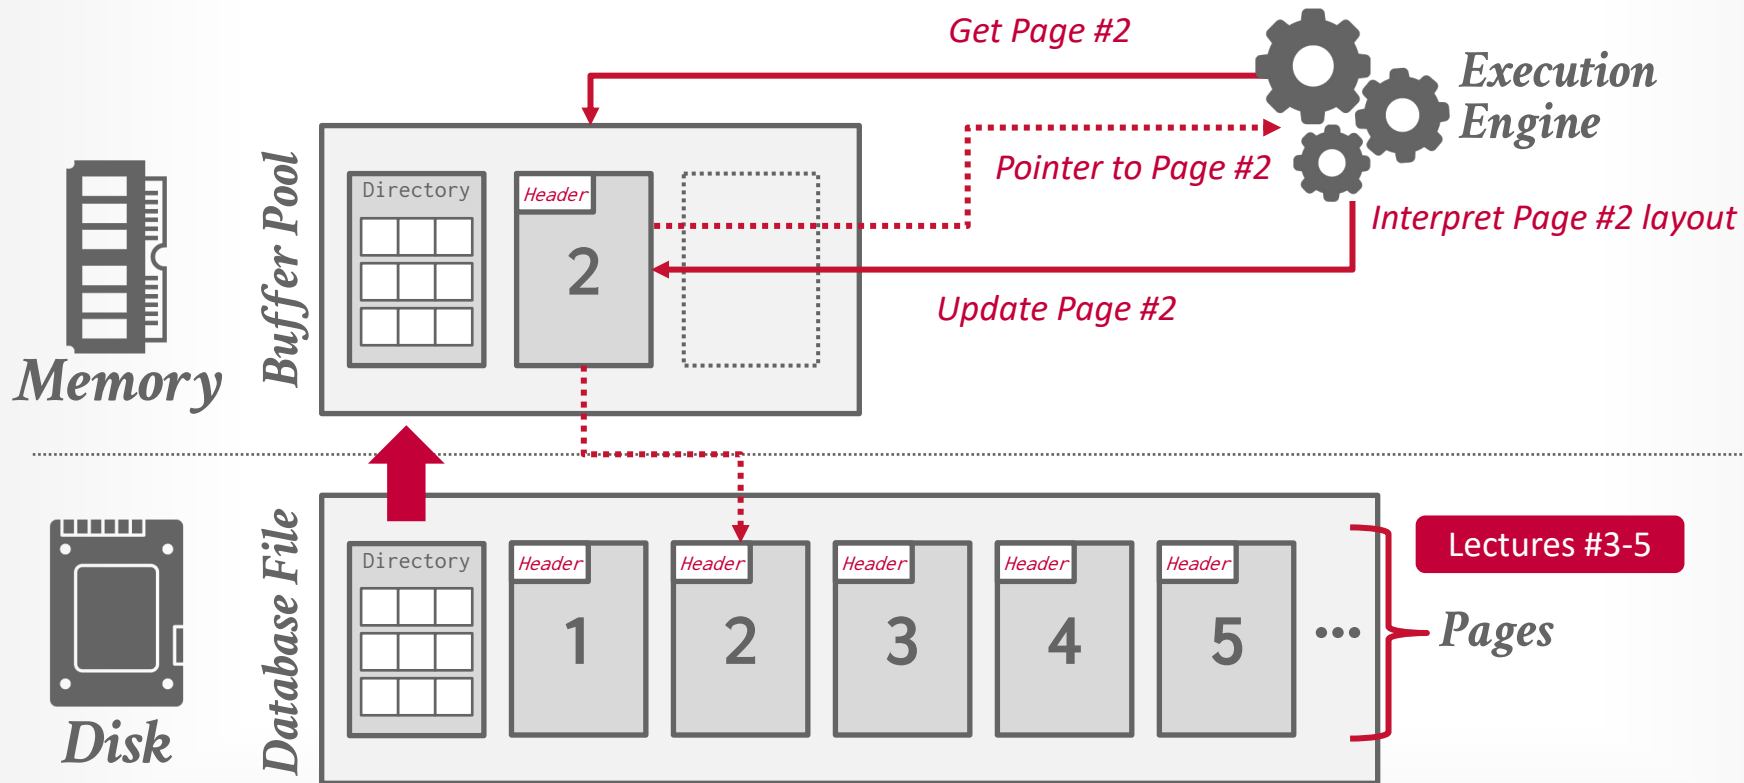 Get Page #2
Execution
Engine
Buffer Pool
Directory
Header
2
Pointer to Page #2
Interpret Page #2 layout
Update Page #2
Memory
Database File
Directory
Header
1
Header
2
Header
3
Header
4
Header
5
...
Lectures #3-5
Pages
Disk